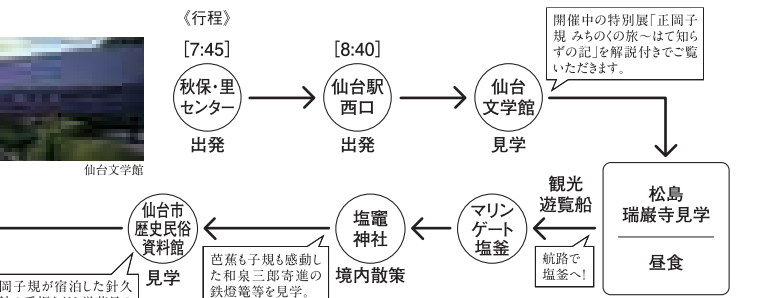 《行程》
[7:45]
[8:40]
秋保・里
センター
出発
仙台駅
西口
出発
仙台
文学館
見学
開催中の特別展「正岡子
規 みちのくの旅〜はて知ら
ずの記」を解説付きでご覧
いただきます。
仙台文学館
松島
瑞巌寺見学
昼食
観光
遊覧船
航路で
塩釜へ!
マリン
ゲート
塩釜
塩竈
神社
境内散策
芭蕉も子規も感動し
た和泉三郎寄進の
鉄燈篭等を見学。
仙台市
歴史民俗
資料館
見学
岡子規が宿泊した針久